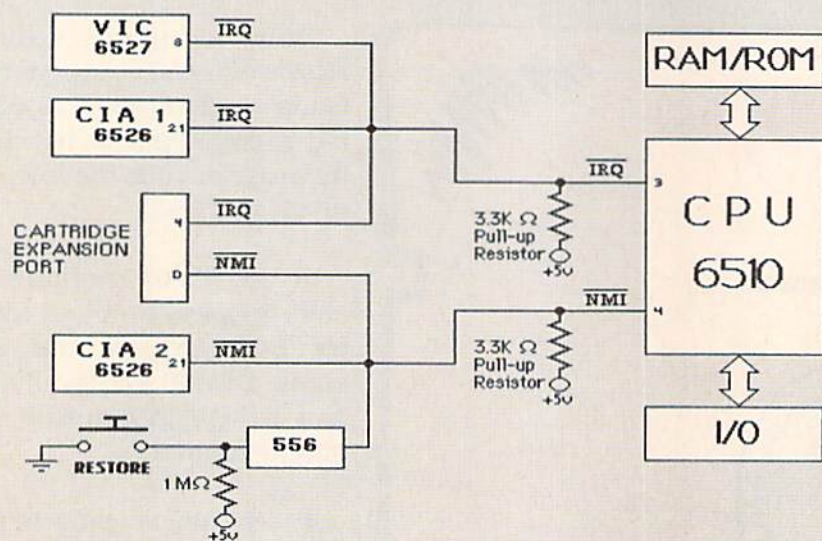 VIC
6527
8
IRQ
CIA 1
6526
21
IRQ
CARTRIDGE
EXPANSION
PORT
4
IRQ
D
NMI
CIA 2
6526
21
NMI
RESTORE
556
1 MΩ
+5v
3.3K Ω
Pull-up
Resistor
+5v
IRQ
3
3.3K Ω
Pull-up
Resistor
+5v
NMI
4
RAM/ROM
CPU
6510
I/O